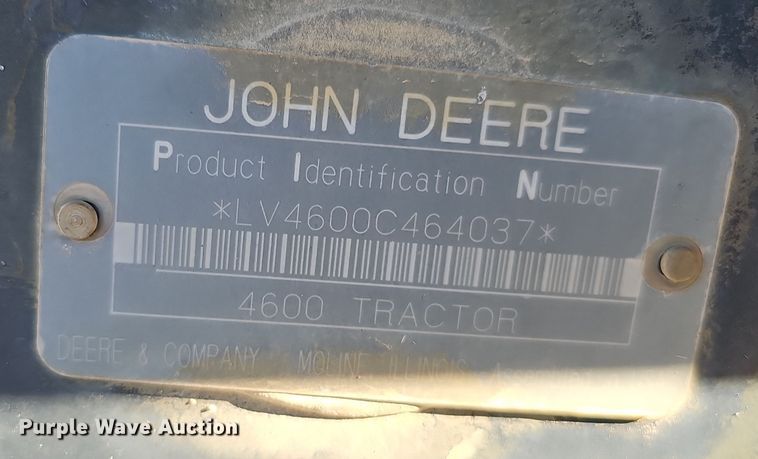 JOHN DEERE
Product Identification Number
*LV4600C464037*
4600 TRACTOR
DEERE & COMPANY MOLINE ILLINOIS
Purple Wave Auction